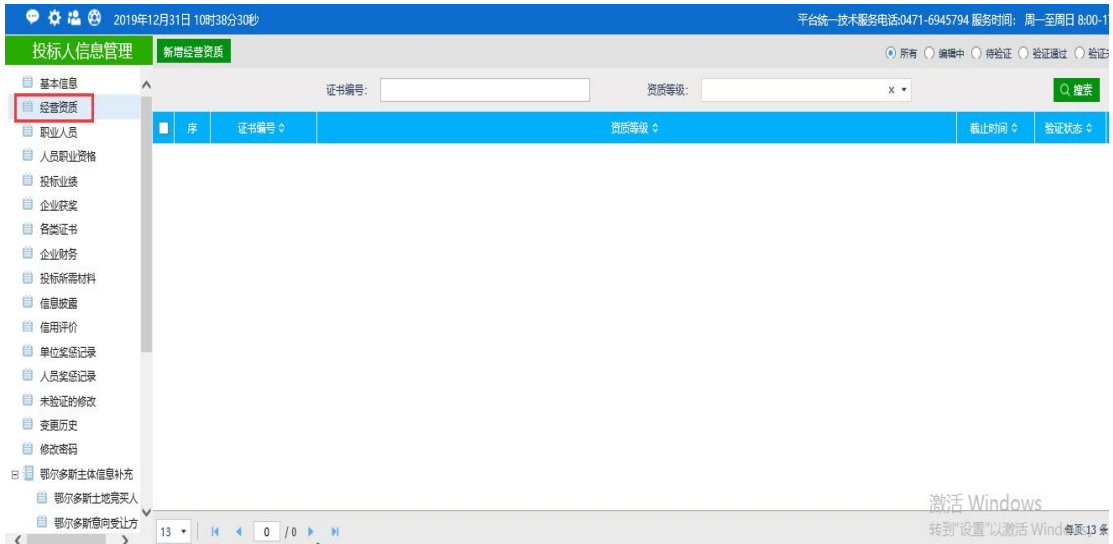 2019年12月31日 10时38分30秒
平台统一技术服务电话:0471-6945794 服务时间: 周一至周日 8:00-1
投标人信息管理
新增经营资质
所有 编辑中 待验证 验证通过 验证
基本信息
经营资质
职业人员
人员职业资格
投标业绩
企业获奖
各类证书
企业财务
投标所需材料
信息披露
信用评价
单位奖惩记录
人员奖惩记录
未验证的修改
变更历史
修改密码
鄂尔多斯主体信息补充
鄂尔多斯土地竞买人
鄂尔多斯意向受让方
证书编号:
资质等级:
x
搜索
序 证书编号 资质等级 截止时间 验证状态
激活 Windows
转到"设置"以激活 Wind
13 0 / 0
每页 13 条